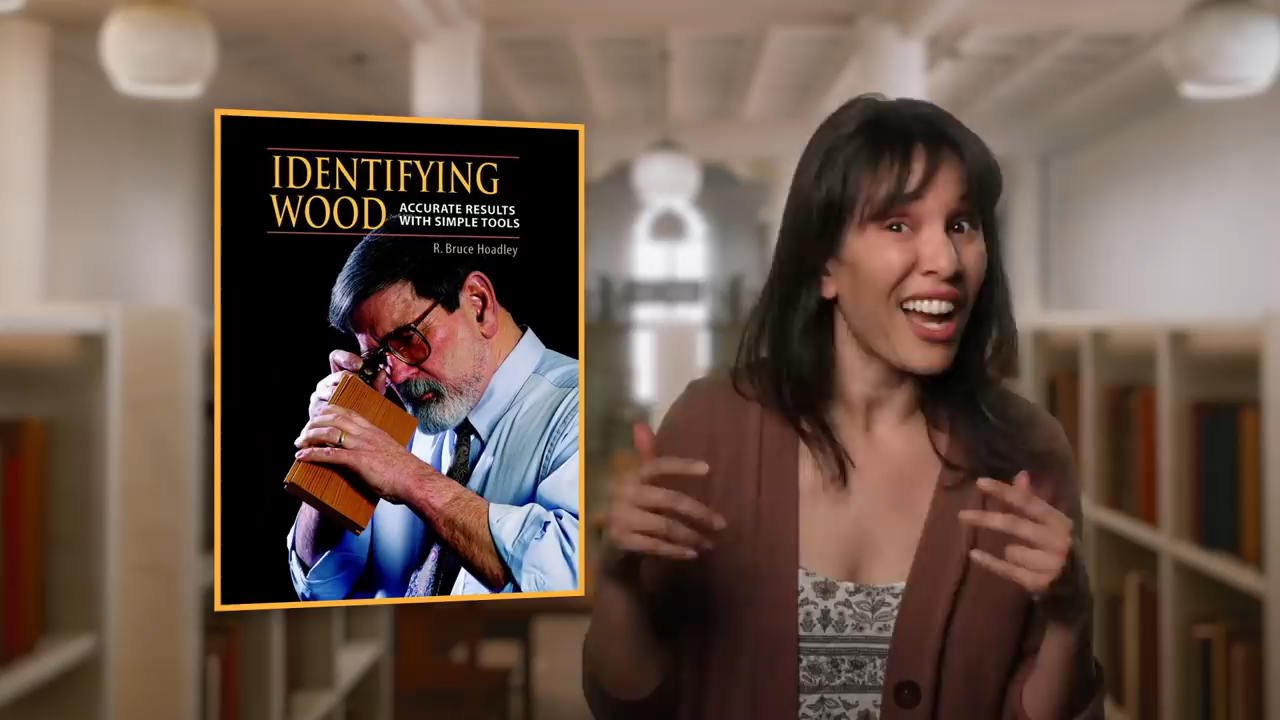 IDENTIFYING
WOOD
ACCURATE RESULTS
WITH SIMPLE TOOLS
R. Bruce Hoadley